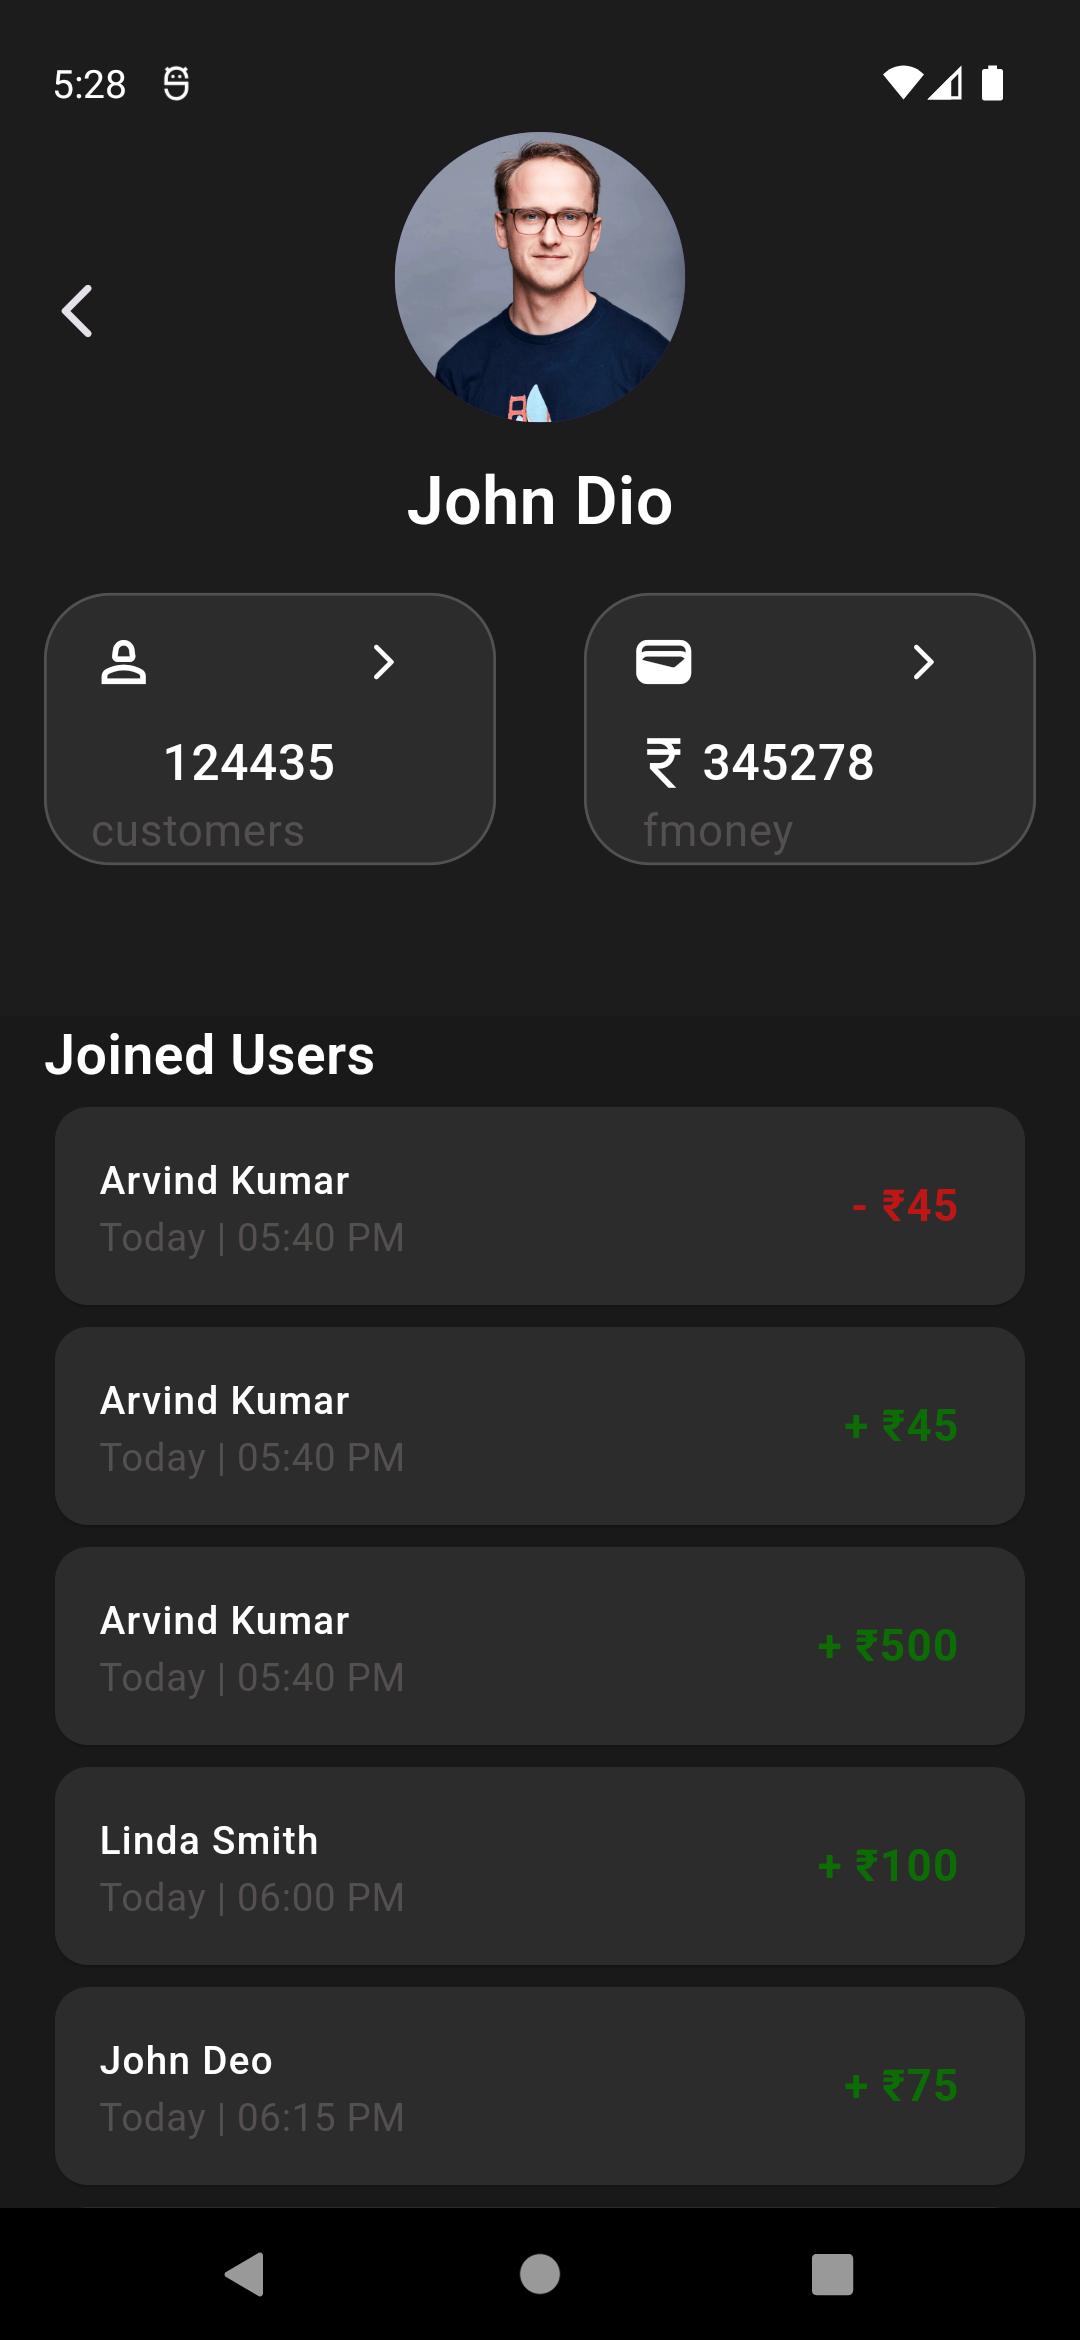 5:28
John Dio
124435
customers
₹ 345278
fmoney
Joined Users
Arvind Kumar
Today | 05:40 PM
- ₹45
Arvind Kumar
Today | 05:40 PM
+ ₹45
Arvind Kumar
Today | 05:40 PM
+ ₹500
Linda Smith
Today | 06:00 PM
+ ₹100
John Deo
Today | 06:15 PM
+ ₹75